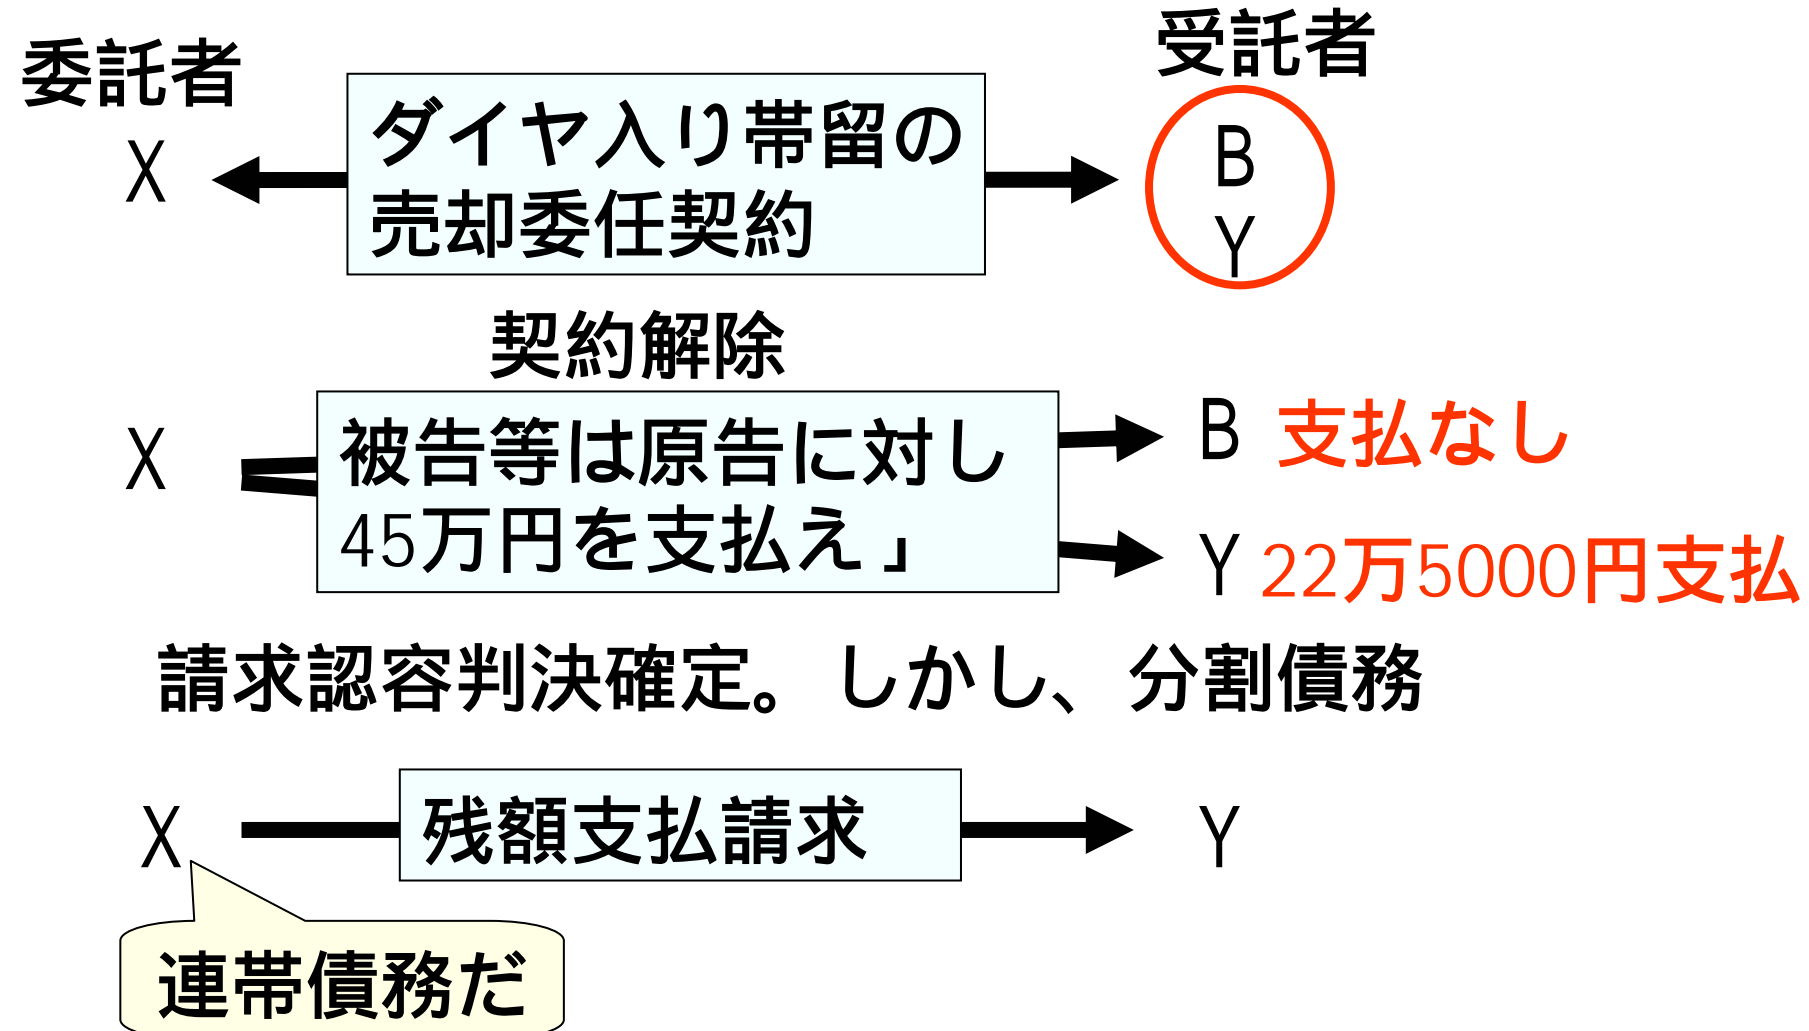 委託者
受託者
X
ダイヤ入り帯留の
売却委任契約
B
Y
契約解除
X
被告等は原告に対し
45万円を支払え 」
B 支払なし
Y 22万5000円支払
請求認容判決確定。しかし、分割債務
X
残額支払請求
Y
連帯債務だ